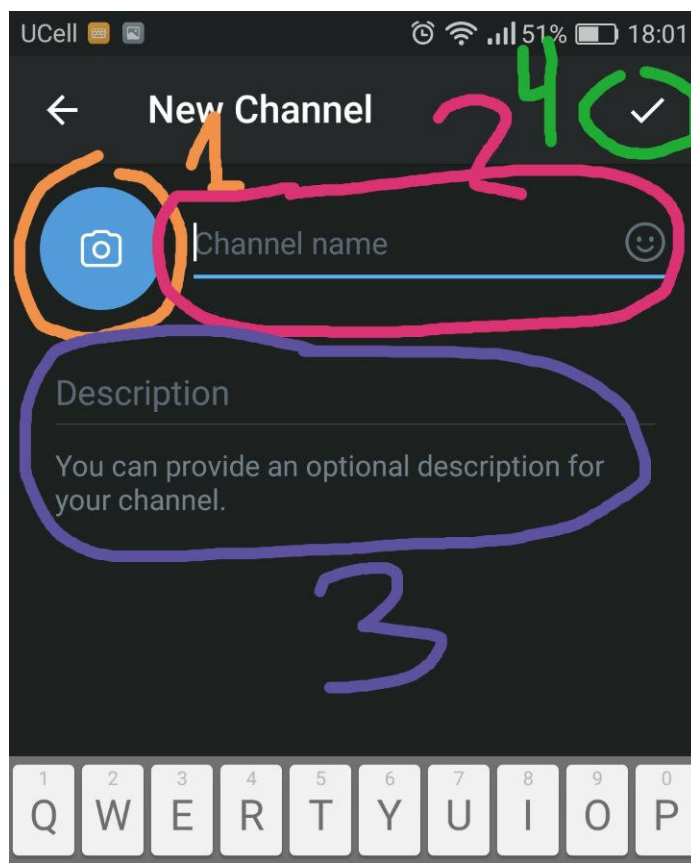 UCell 51% 18:01
4
New Channel
1 2
Channel name
Description
You can provide an optional description for
your channel.
3
1 2 3 4 5 6 7 8 9 0
Q W E R T Y U I O P